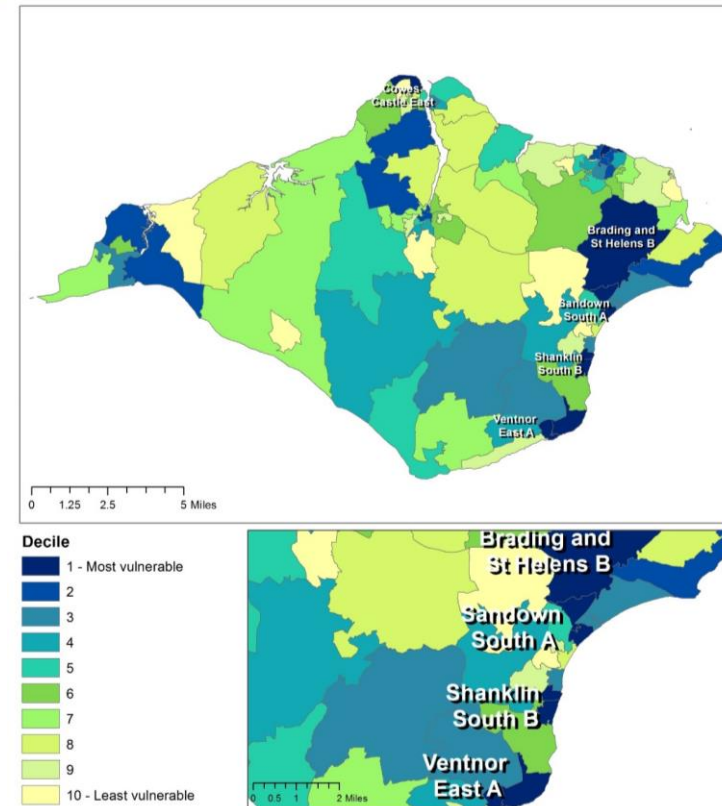 Cowes
Castle East
Brading and
St Helens B
Sandown
South A
Shanklin
South B
Ventnor
East A
0 1.25 2.5 5 Miles
Decile
1 - Most vulnerable
2
3
4
5
6
7
8
9
10 - Least vulnerable
Brading and
St Helens B
Sandown
South A
Shanklin
South B
Ventnor
East A
0 0.5 1 2 Miles